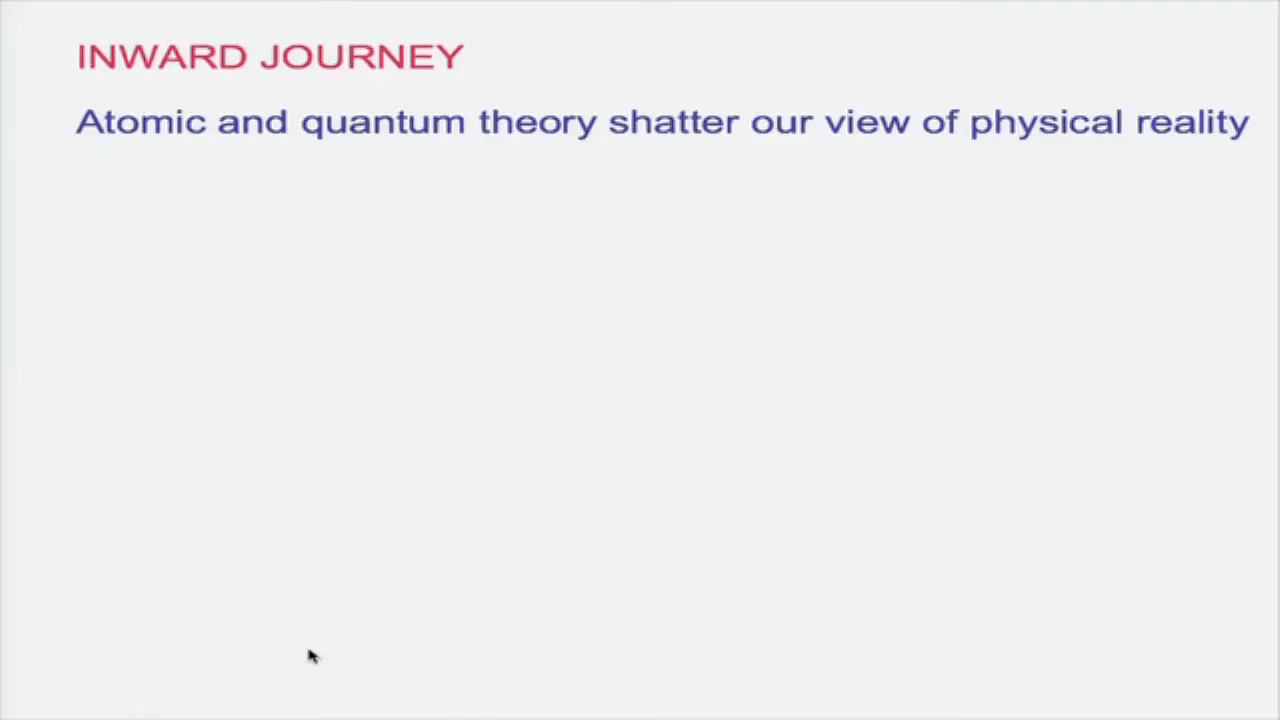 INWARD JOURNEY
Atomic and quantum theory shatter our view of physical reality